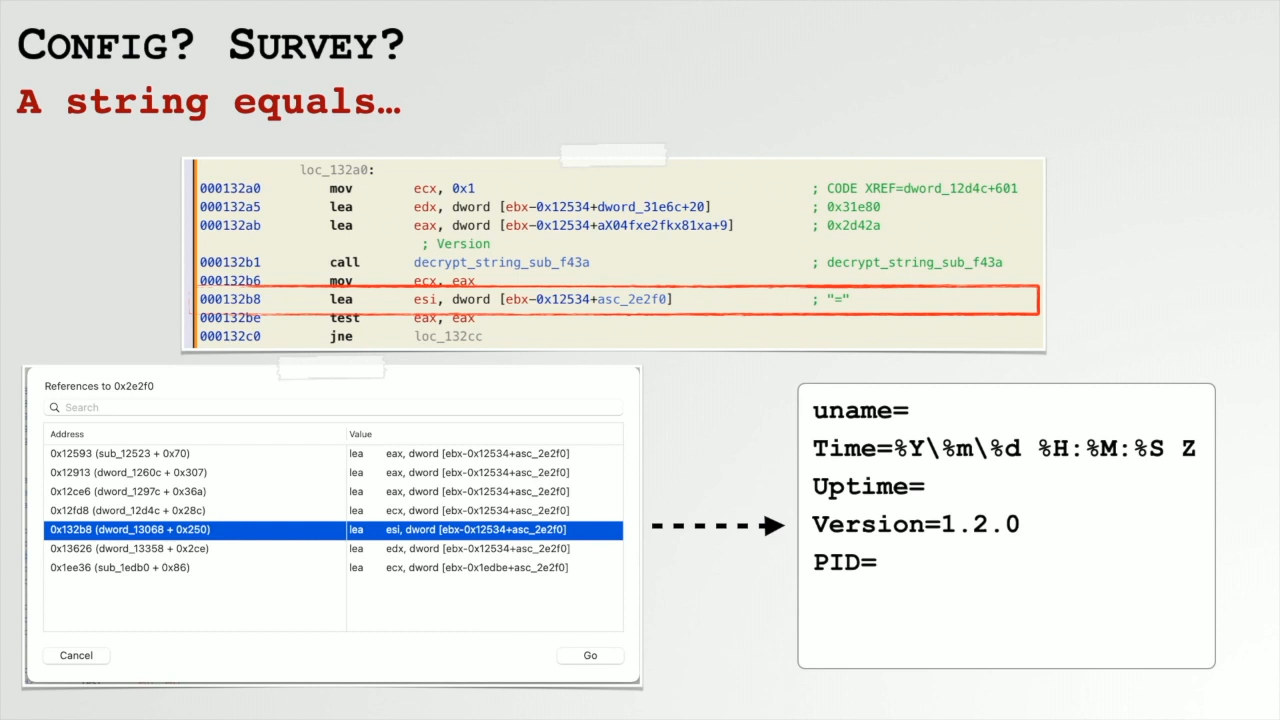 CONFIG? SURVEY?
A string equals…
loc_132a0:
000132a0 mov ecx, 0x1 ; CODE XREF=dword_12d4c+601
000132a5 lea edx, dword [ebx-0x12534+dword_31e6c+20] ; 0x31e80
000132ab lea eax, dword [ebx-0x12534+aX04fxe2fkx81xa+9] ; 0x2d42a
; Version
000132b1 call decrypt_string_sub_f43a ; decrypt_string_sub_f43a
000132b6 mov ecx, eax
000132b8 lea esi, dword [ebx-0x12534+asc_2e2f0] ; "="
000132be test eax, eax
000132c0 jne loc_132cc
References to 0x2e2f0
Search
Address Value
0x12593 (sub_12523 + 0x70) lea eax, dword [ebx-0x12534+asc_2e2f0]
0x12913 (dword_1260c + 0x307) lea eax, dword [ebx-0x12534+asc_2e2f0]
0x12ce6 (dword_1297c + 0x36a) lea eax, dword [ebx-0x12534+asc_2e2f0]
0x12fd8 (dword_12d4c + 0x28c) lea ecx, dword [ebx-0x12534+asc_2e2f0]
0x132b8 (dword_13068 + 0x250) lea esi, dword [ebx-0x12534+asc_2e2f0]
0x13626 (dword_13358 + 0x2ce) lea edx, dword [ebx-0x12534+asc_2e2f0]
0x1ee36 (sub_1edb0 + 0x86) lea ecx, dword [ebx-0x1edbe+asc_2e2f0]
Cancel Go
uname=
Time=%Y\%m\%d %H:%M:%S Z
Uptime=
Version=1.2.0
PID=